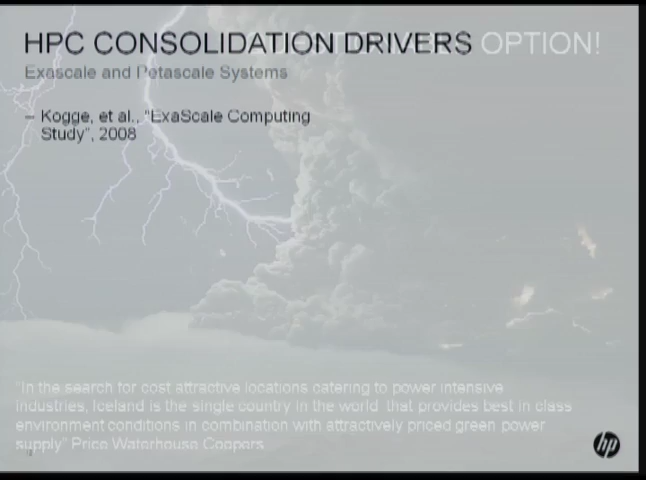 HPC CONSOLIDATION DRIVERS OPTION!
Exascale and Petascale Systems
– Kogge, et al., "ExaScale Computing
Study", 2008
"In the search for cost attractive locations catering to power intensive
industries, Iceland is the single country in the world that provides best in class
environment conditions in combination with attractively priced green power
supply" Price Waterhouse Coopers
hp